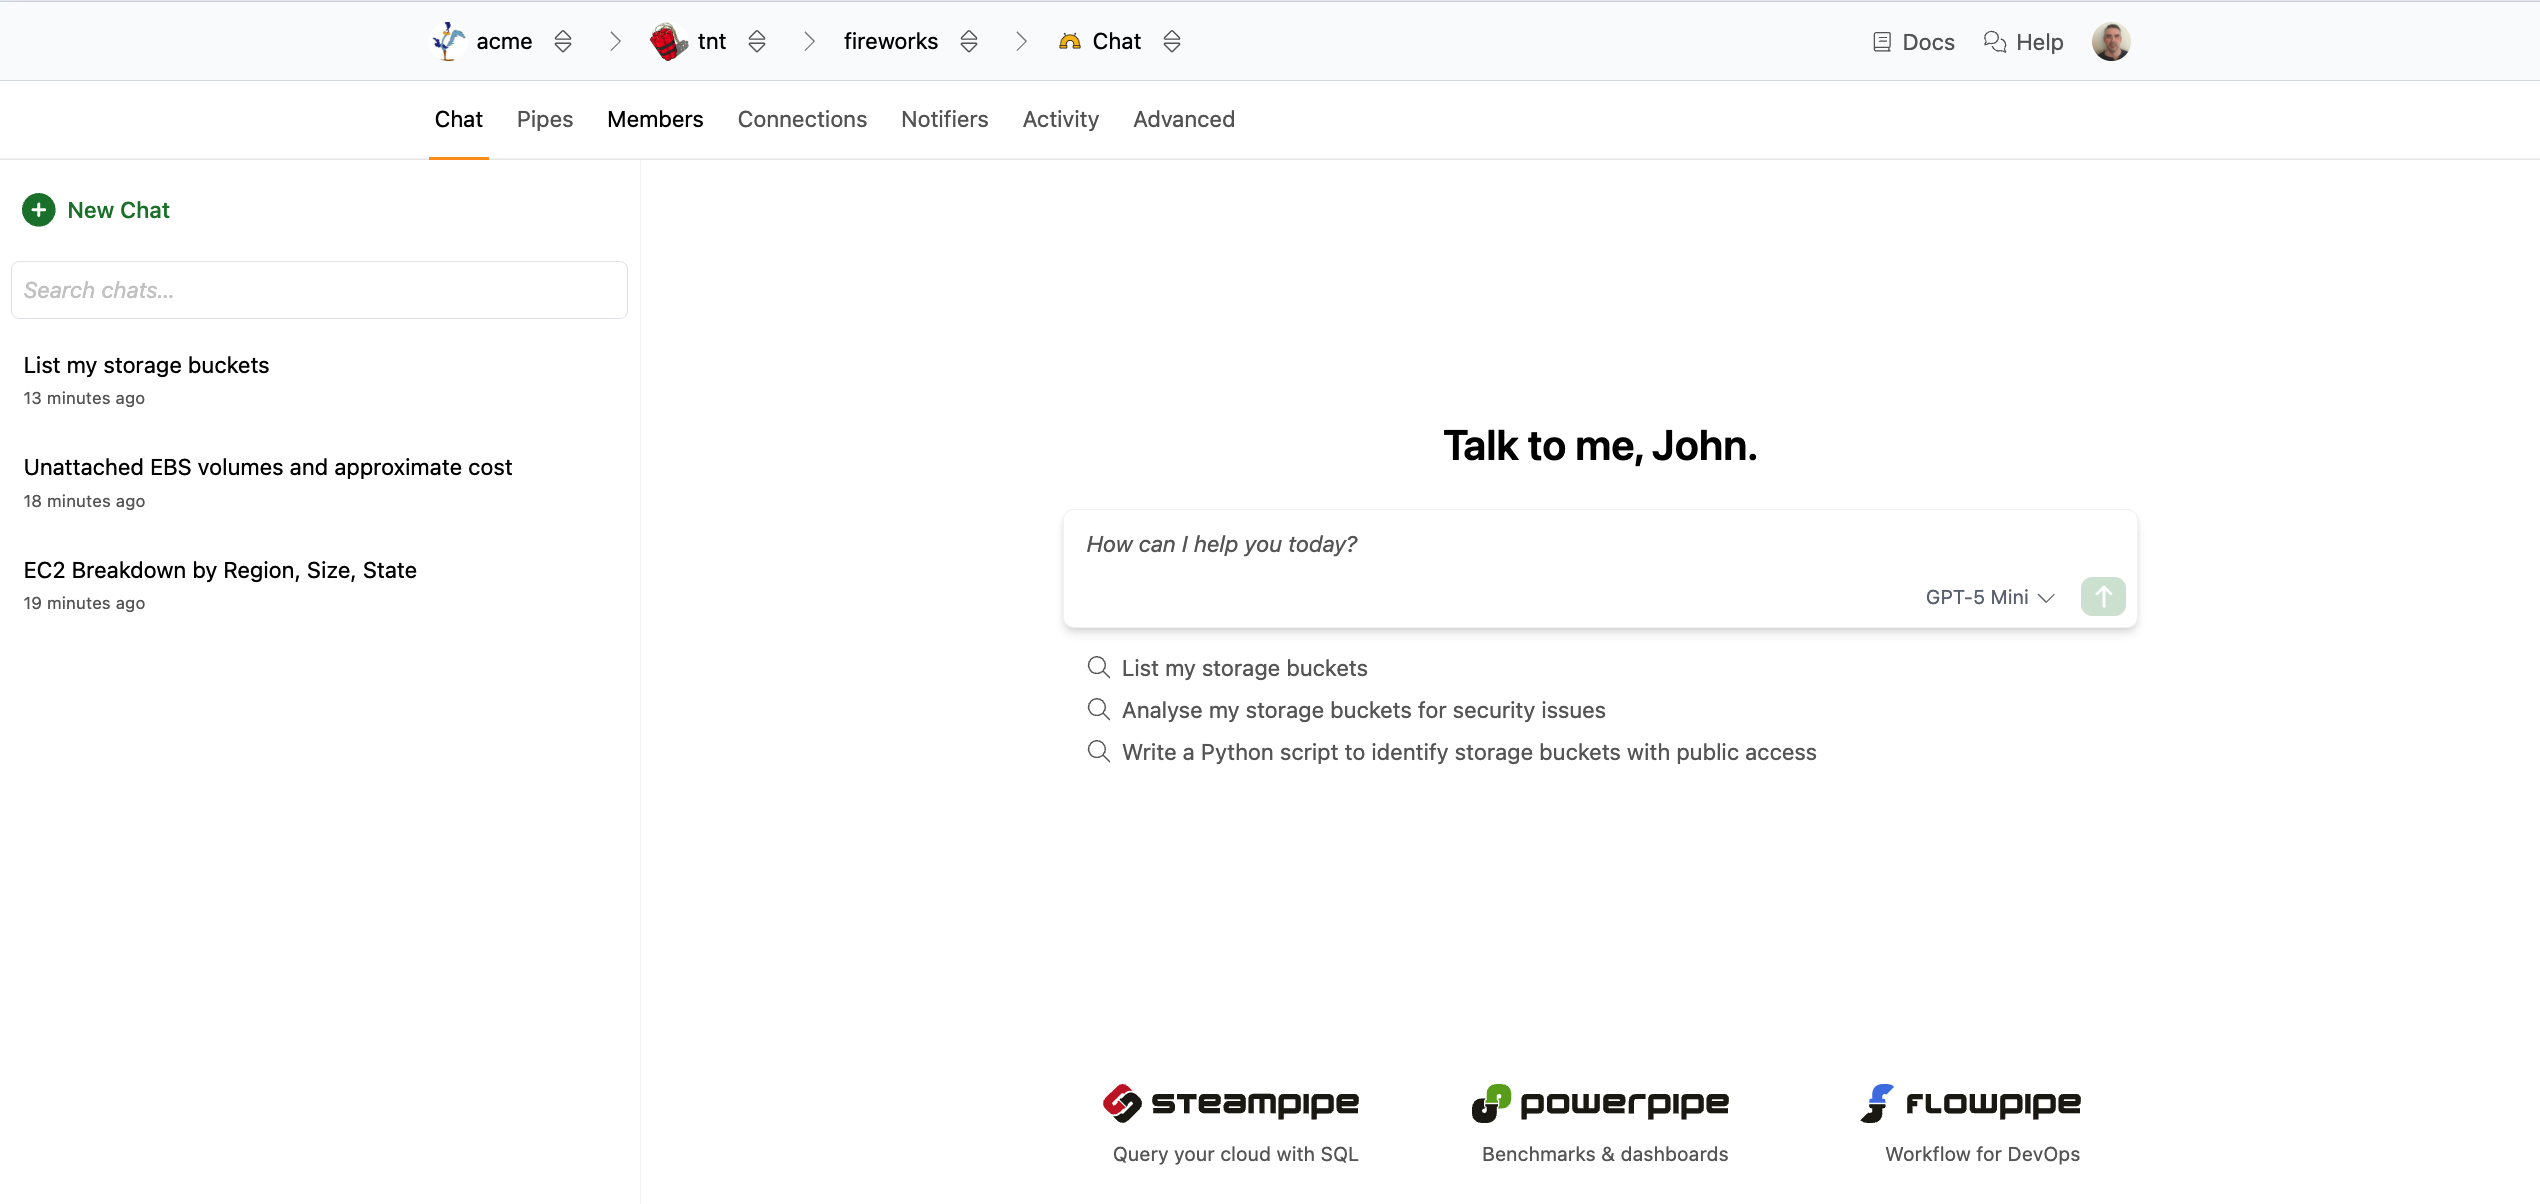 acme tnt fireworks Chat Docs Help
Chat Pipes Members Connections Notifiers Activity Advanced
New Chat
Search chats...
List my storage buckets
13 minutes ago
Unattached EBS volumes and approximate cost
18 minutes ago
EC2 Breakdown by Region, Size, State
19 minutes ago
Talk to me, John.
How can I help you today?
GPT-5 Mini
List my storage buckets
Analyse my storage buckets for security issues
Write a Python script to identify storage buckets with public access
steampipe powerpipe flowpipe
Query your cloud with SQL Benchmarks & dashboards Workflow for DevOps